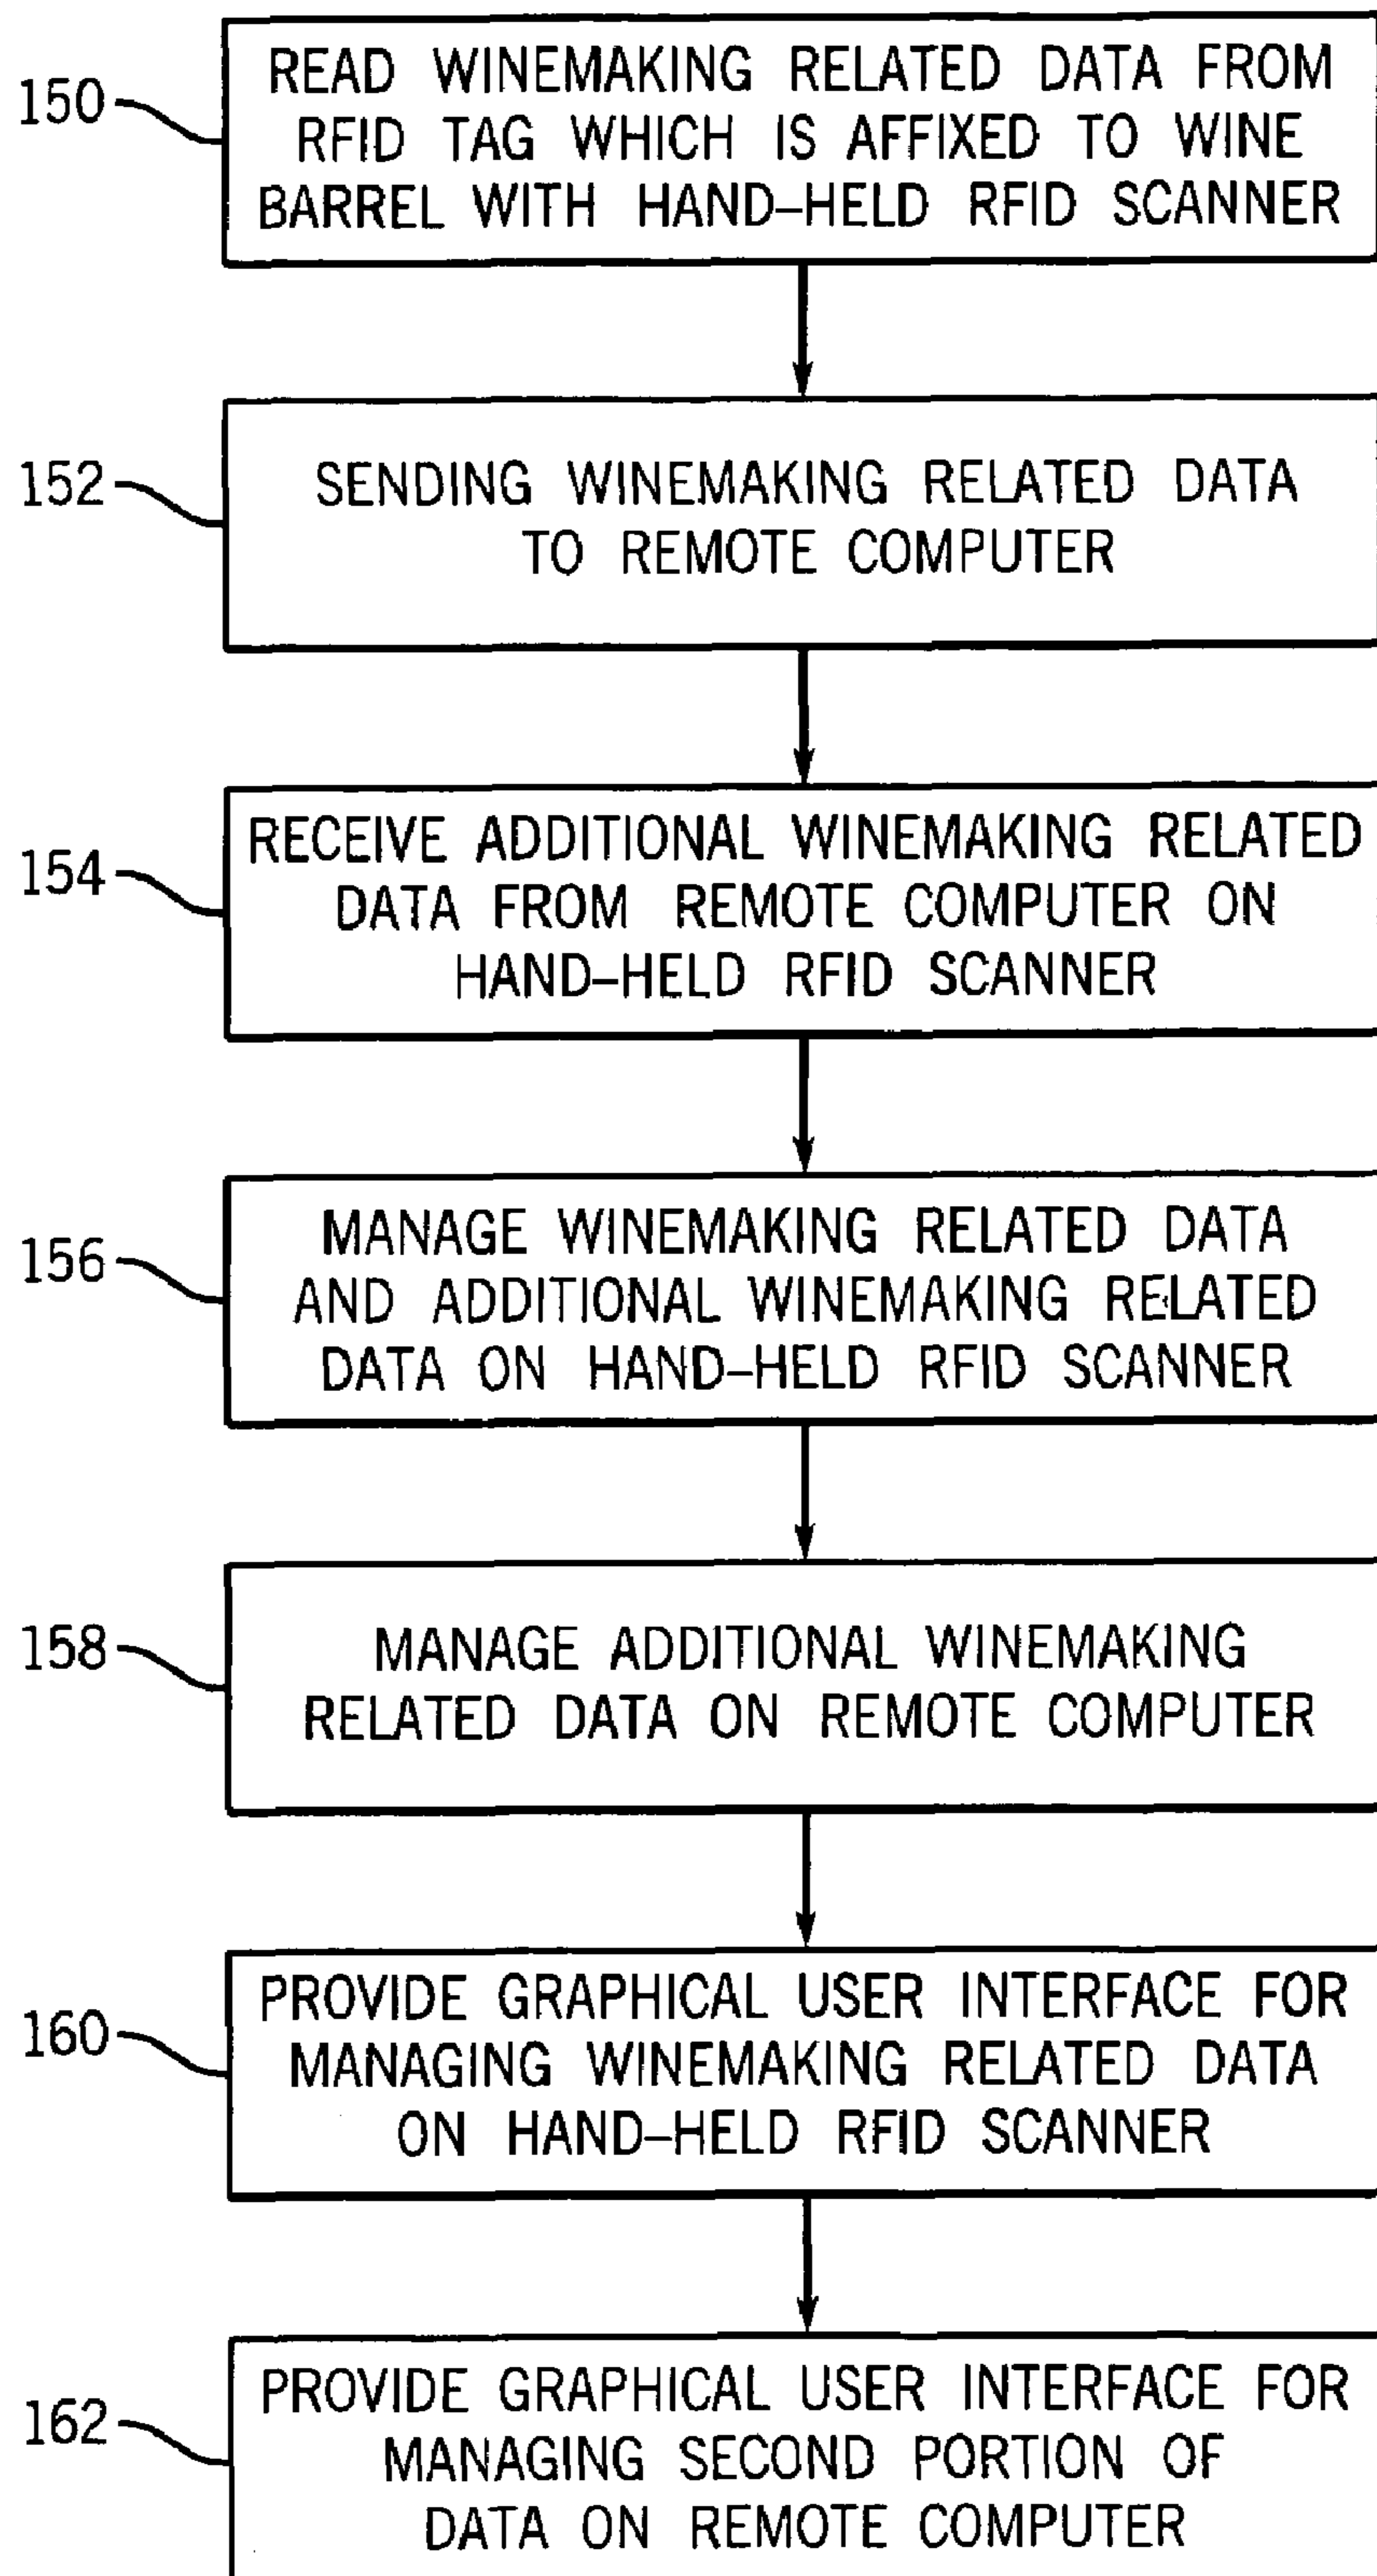 150
READ WINEMAKING RELATED DATA FROM
RFID TAG WHICH IS AFFIXED TO WINE
BARREL WITH HAND-HELD RFID SCANNER
152
SENDING WINEMAKING RELATED DATA
TO REMOTE COMPUTER
154
RECEIVE ADDITIONAL WINEMAKING RELATED
DATA FROM REMOTE COMPUTER ON
HAND-HELD RFID SCANNER
156
MANAGE WINEMAKING RELATED DATA
AND ADDITIONAL WINEMAKING RELATED
DATA ON HAND-HELD RFID SCANNER
158
MANAGE ADDITIONAL WINEMAKING
RELATED DATA ON REMOTE COMPUTER
160
PROVIDE GRAPHICAL USER INTERFACE FOR
MANAGING WINEMAKING RELATED DATA
ON HAND-HELD RFID SCANNER
162
PROVIDE GRAPHICAL USER INTERFACE FOR
MANAGING SECOND PORTION OF
DATA ON REMOTE COMPUTER